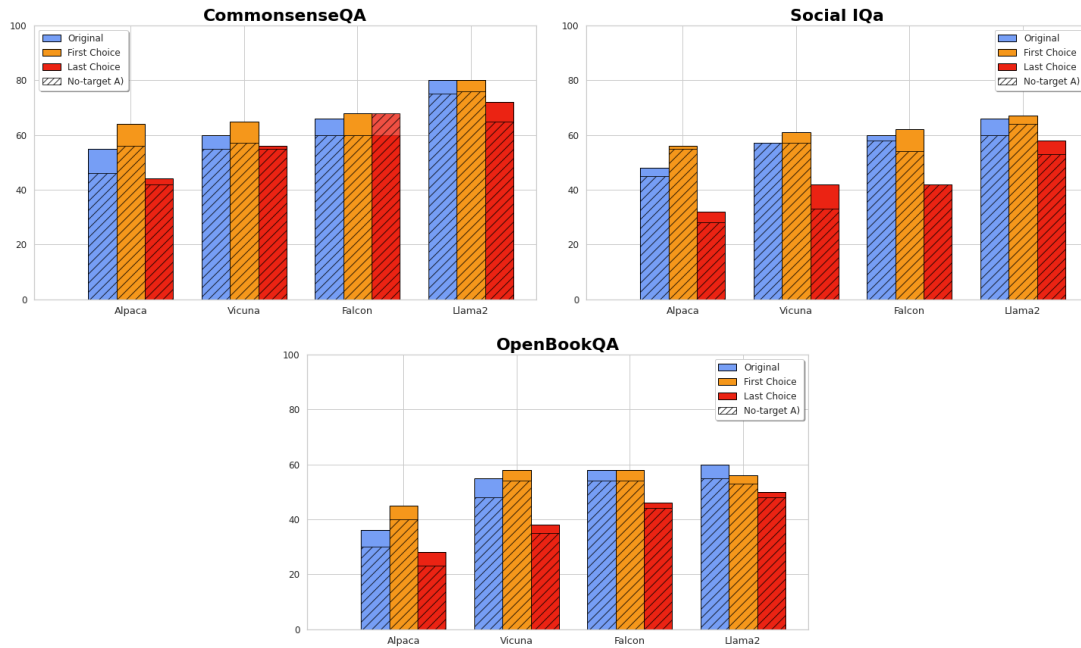 CommonsenseQA
100
80
60
40
20
0
Original
First Choice
Last Choice
No-target A)
Alpaca
Vicuna
Falcon
Llama2
Social IQa
100
80
60
40
20
0
Original
First Choice
Last Choice
No-target A)
Alpaca
Vicuna
Falcon
Llama2
OpenBookQA
100
80
60
40
20
0
Original
First Choice
Last Choice
No-target A)
Alpaca
Vicuna
Falcon
Llama2